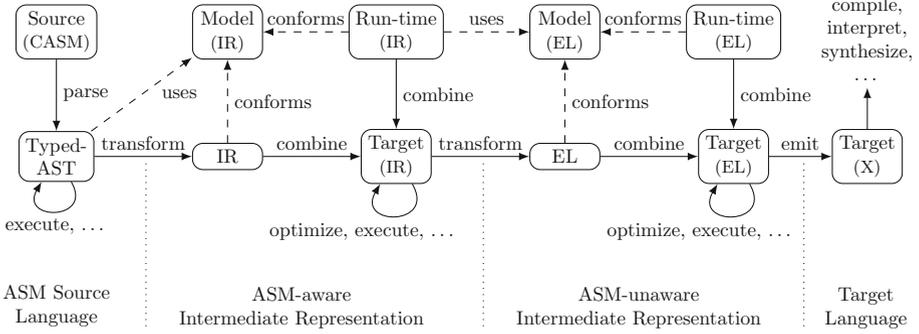 Source
(CASM)
Model
(IR)
conforms
Run-time
(IR)
uses
Model
(EL)
conforms
Run-time
(EL)
compile,
interpret,
synthesize,
...
parse
uses
conforms
combine
conforms
combine
Typed-
AST
transform
IR
combine
Target
(IR)
transform
EL
combine
Target
(EL)
emit
Target
(X)
execute, ...
optimize, execute, ...
optimize, execute, ...
ASM Source
Language
ASM-aware
Intermediate Representation
ASM-unaware
Intermediate Representation
Target
Language